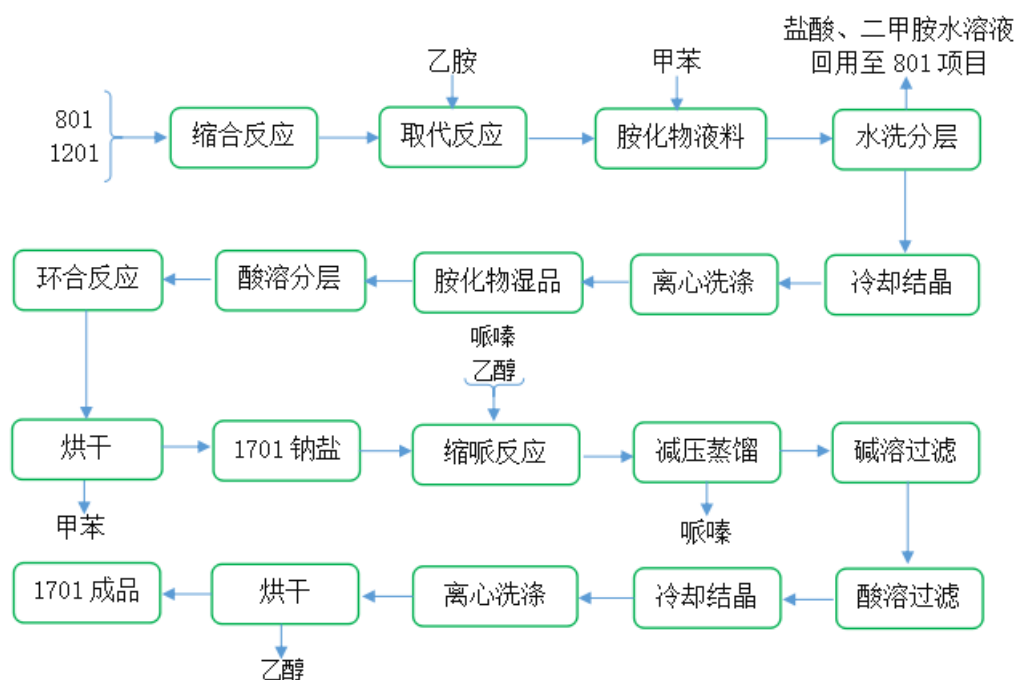 盐酸、二甲胺水溶液
回用至 801 项目
乙胺
甲苯
801
1201
缩合反应
取代反应
胺化物液料
水洗分层
环合反应
酸溶分层
胺化物湿品
离心洗涤
冷却结晶
哌嗪
乙醇
烘干
1701 钠盐
缩哌反应
减压蒸馏
碱溶过滤
甲苯
哌嗪
1701 成品
烘干
离心洗涤
冷却结晶
酸溶过滤
乙醇